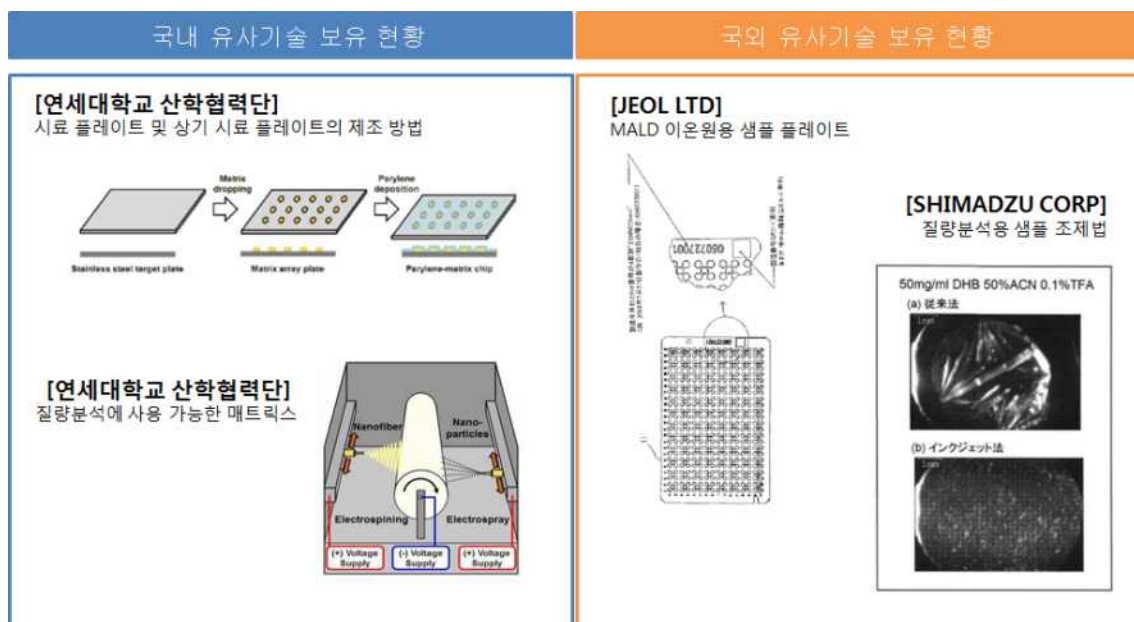 국내 유사기술 보유 현황
국외 유사기술 보유 현황
[연세대학교 산학협력단]
시료 플레이트 및 상기 시료 플레이트의 제조 방법
Matrix
dropping
Parylene
deposition
Stainless steel target plate
Matrix array plate
Parylene-matrix chip
[연세대학교 산학협력단]
질량분석에 사용 가능한 매트릭스
Nanofiber
Nano-
particles
Electrospining
Electrospray
(+) Voltage
Supply
(-) Voltage
Supply
(+) Voltage
Supply
[JEOL LTD]
MALD 이온원용 샘플 플레이트
060727001
[SHIMADZU CORP]
질량분석용 샘플 조제법
50mg/ml DHB 50%ACN 0.1%TFA
(a) 従来法
1mm
(b) インクジェット法
1mm